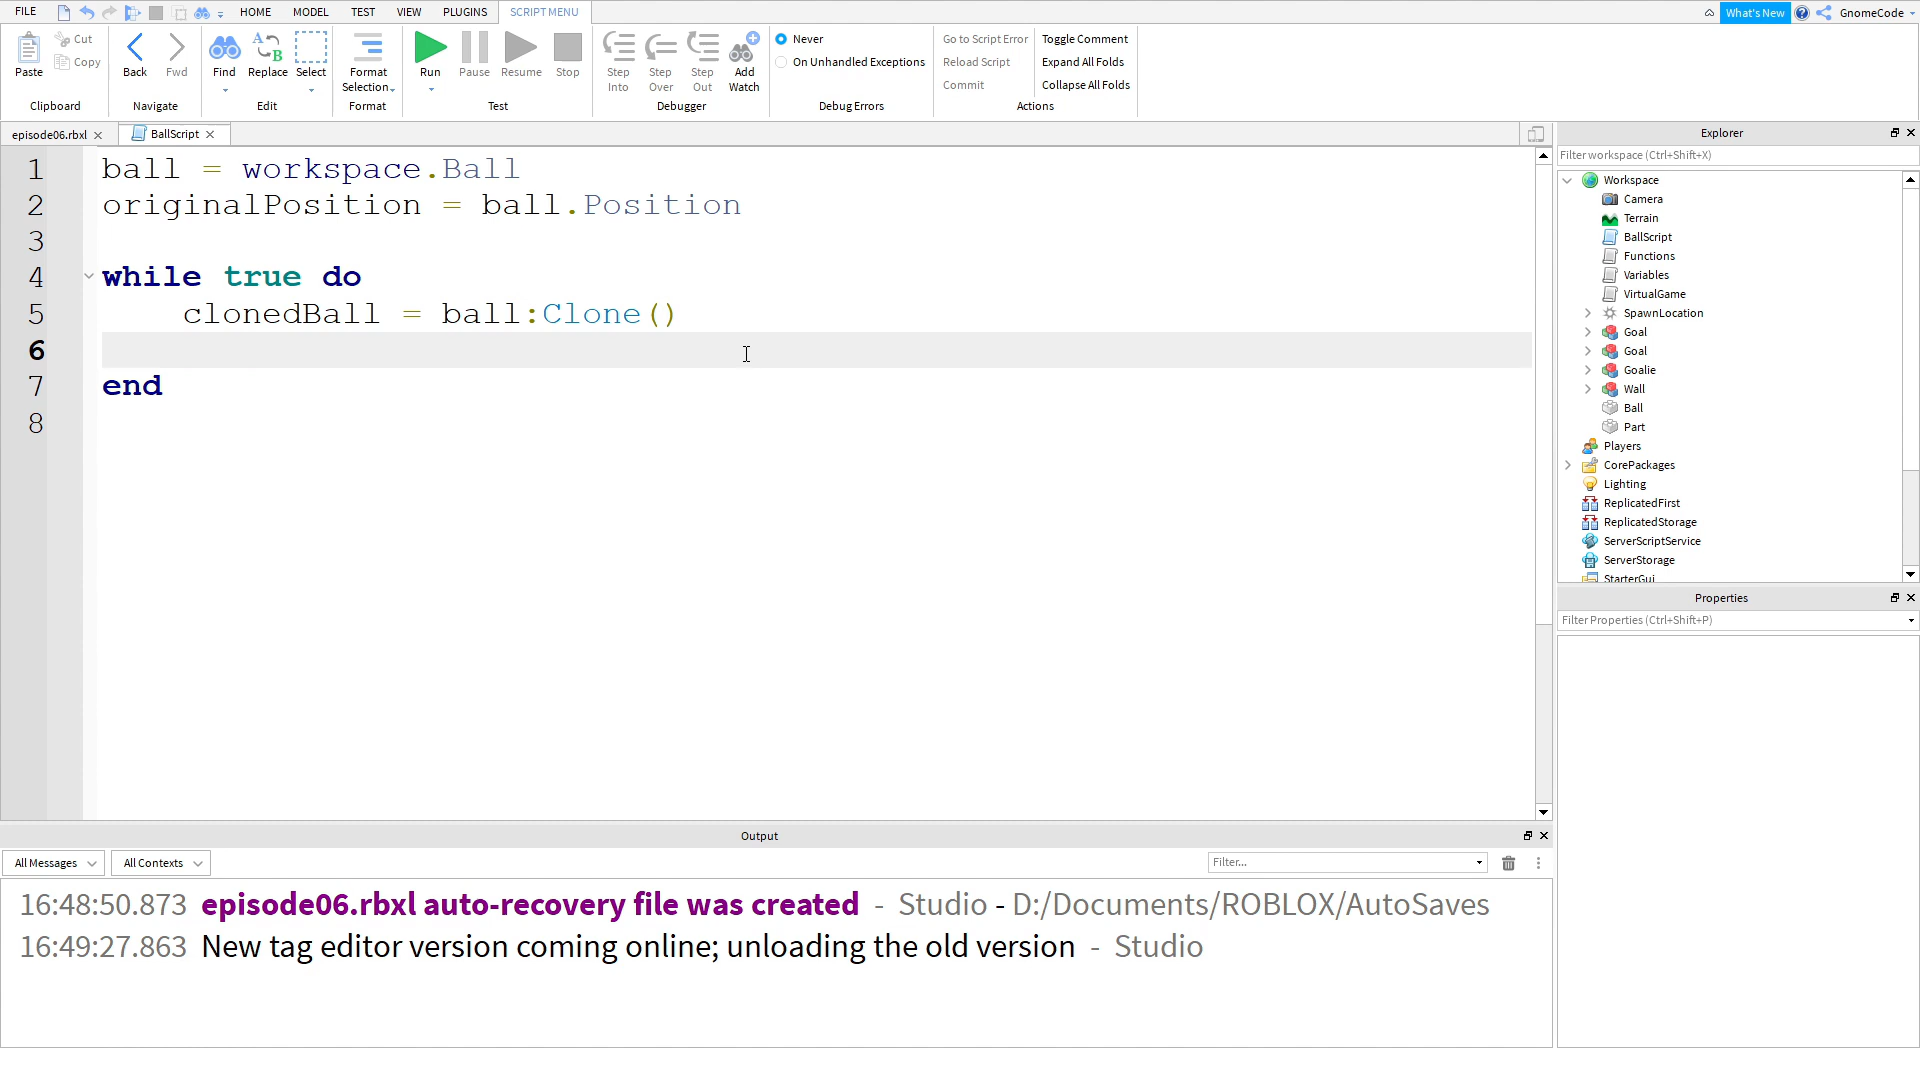 FILE HOME MODEL TEST VIEW PLUGINS SCRIPT MENU What's New GnomeCode
Paste Cut Copy Clipboard
Back Fwd Navigate
Find Replace Select Edit
Format Selection Format
Run Pause Resume Stop Test
Step Into Step Over Step Out Add Watch Debugger
Never
On Unhandled Exceptions
Debug Errors
Go to Script Error Toggle Comment
Reload Script Expand All Folds
Commit Collapse All Folds
Actions
episode06.rbxl BallScript
1 ball = workspace.Ball
2 originalPosition = ball.Position
3
4 while true do
5 clonedBall = ball:Clone()
6
7 end
8
Explorer
Filter workspace (Ctrl+Shift+X)
Workspace
Camera
Terrain
BallScript
Functions
Variables
VirtualGame
SpawnLocation
Goal
Goal
Goalie
Wall
Ball
Part
Players
CorePackages
Lighting
ReplicatedFirst
ReplicatedStorage
ServerScriptService
ServerStorage
StarterGui
Properties
Filter Properties (Ctrl+Shift+P)
Output
All Messages All Contexts Filter...
16:48:50.873 episode06.rbxl auto-recovery file was created - Studio - D:/Documents/ROBLOX/AutoSaves
16:49:27.863 New tag editor version coming online; unloading the old version - Studio